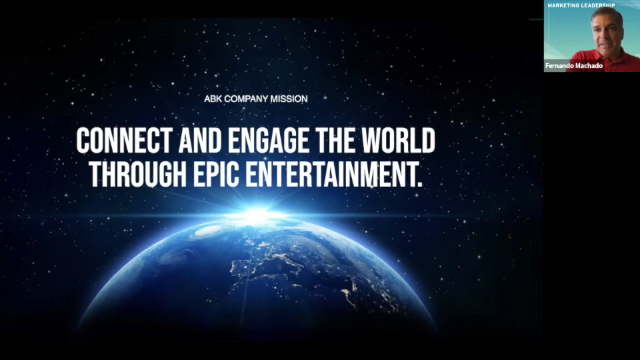 MARKETING LEADERSHIP
Fernando Machado
ABK COMPANY MISSION
CONNECT AND ENGAGE THE WORLD
THROUGH EPIC ENTERTAINMENT.